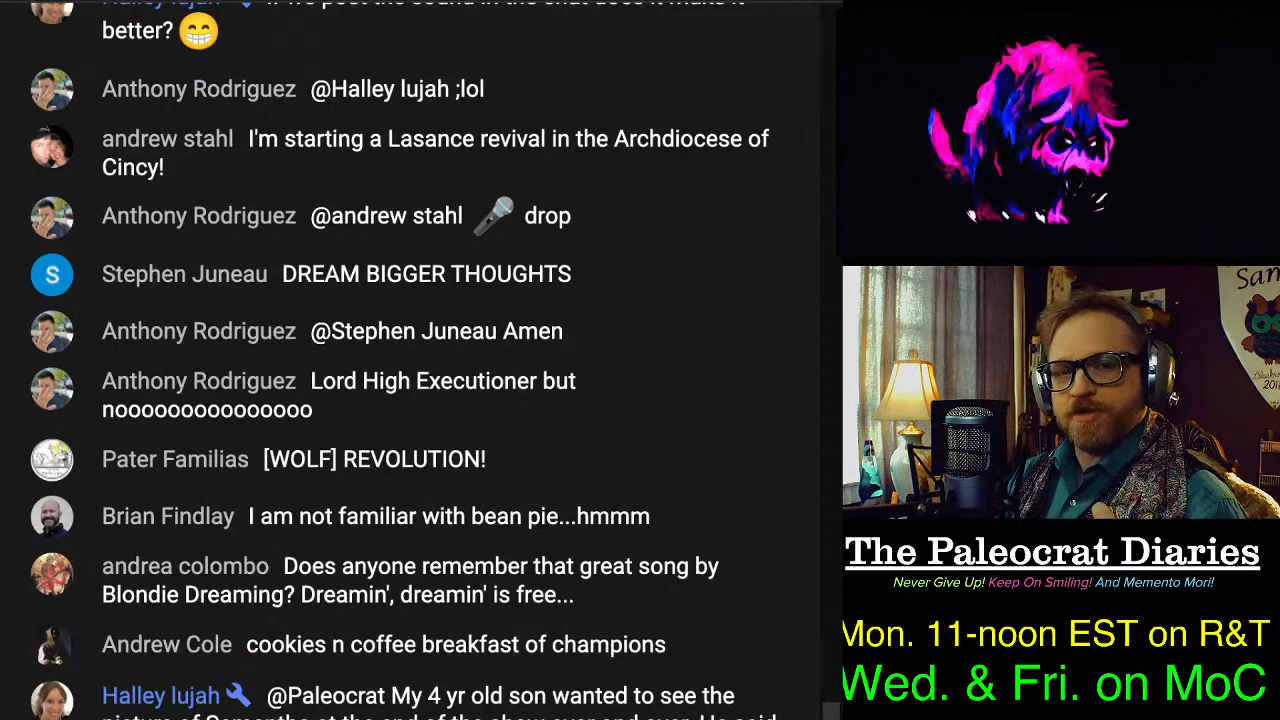 better? 😁
Anthony Rodriguez @Halley lujah ;lol
andrew stahl I'm starting a Lasance revival in the Archdiocese of
Cincy!
Anthony Rodriguez @andrew stahl 🎤 drop
S Stephen Juneau DREAM BIGGER THOUGHTS
Anthony Rodriguez @Stephen Juneau Amen
Anthony Rodriguez Lord High Executioner but
nooooooooooooooo
Pater Familias [WOLF] REVOLUTION!
Brian Findlay I am not familiar with bean pie...hmmm
andrea colombo Does anyone remember that great song by
Blondie Dreaming? Dreamin', dreamin' is free...
Andrew Cole cookies n coffee breakfast of champions
Halley lujah 🔧 @Paleocrat My 4 yr old son wanted to see the
The Paleocrat Diaries
Never Give Up! Keep On Smiling! And Memento Mori!
Mon. 11-noon EST on R&T
Wed. & Fri. on MoC